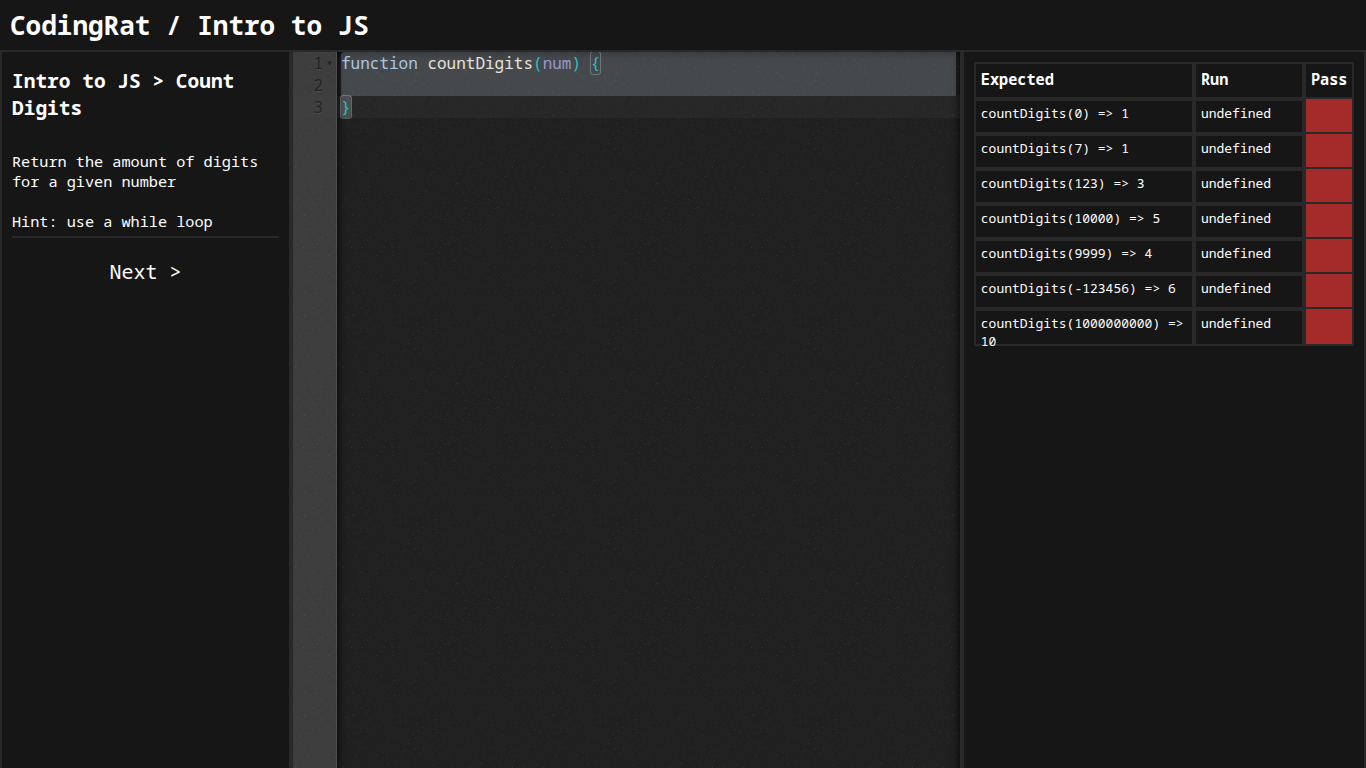 CodingRat / Intro to JS
Intro to JS > Count
Digits
Return the amount of digits
for a given number
Hint: use a while loop
Next >
1 function countDigits(num) {
2
3 }
Expected Run Pass
countDigits(0) => 1 undefined
countDigits(7) => 1 undefined
countDigits(123) => 3 undefined
countDigits(10000) => 5 undefined
countDigits(9999) => 4 undefined
countDigits(-123456) => 6 undefined
countDigits(1000000000) => undefined
10